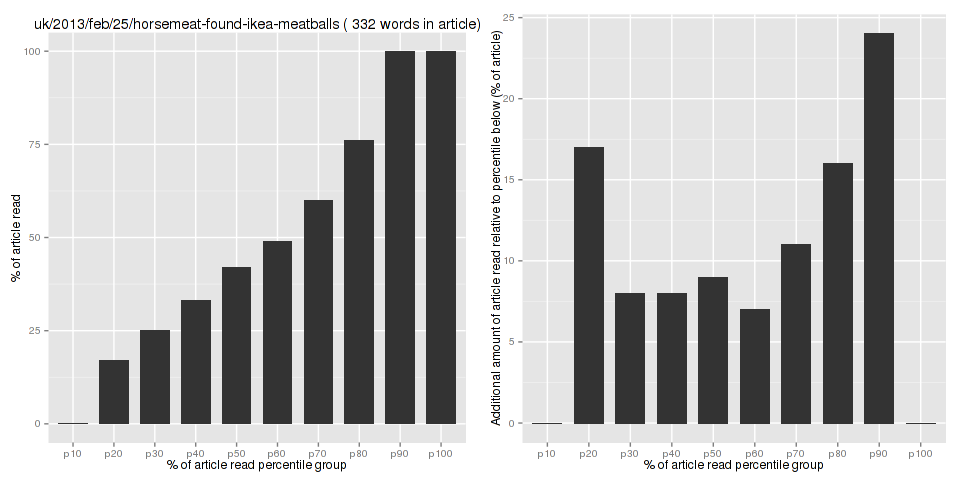 uk/2013/feb/25/horsemeat-found-ikea-meatballs ( 332 words in article)
% of article read
100
75
50
25
0
p10 p20 p30 p40 p50 p60 p70 p80 p90 p100
% of article read percentile group
Additional amount of article read relative to percentile below (% of article)
25
20
15
10
5
0
p10 p20 p30 p40 p50 p60 p70 p80 p90 p100
% of article read percentile group